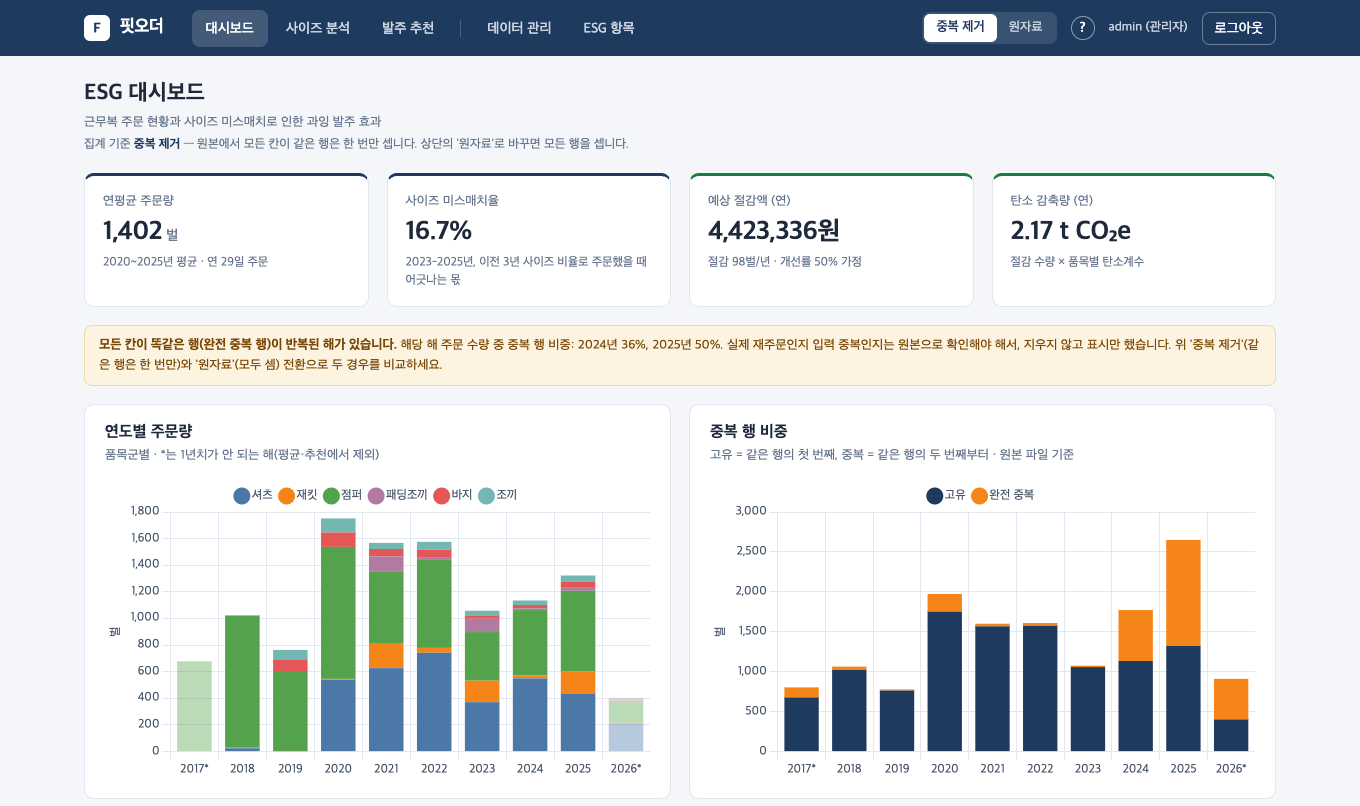 F 핏오더 대시보드 사이즈 분석 발주 추천 데이터 관리 ESG 항목 중복 제거 원자료 ? admin (관리자) 로그아웃
ESG 대시보드
근무복 주문 현황과 사이즈 미스매치로 인한 과잉 발주 효과
집계 기준 중복 제거 — 원본에서 모든 칸이 같은 행은 한 번만 셉니다. 상단의 '원자료'로 바꾸면 모든 행을 셉니다.
연평균 주문량
1,402 벌
2020~2025년 평균 · 연 29일 주문
사이즈 미스매치율
16.7%
2023-2025년, 이전 3년 사이즈 비율로 주문했을 때
어긋나는 몫
예상 절감액 (연)
4,423,336원
절감 98벌/년 · 개선률 50% 가정
탄소 감축량 (연)
2.17 t CO₂e
절감 수량 × 품목별 탄소계수
모든 칸이 똑같은 행(완전 중복 행)이 반복된 해가 있습니다. 해당 해 주문 수량 중 중복 행 비중: 2024년 36%, 2025년 50%. 실제 재주문인지 입력 중복인지는 원본으로 확인해야 해서, 지우지 않고 표시만 했습니다. 위 '중복 제거'(같
은 행은 한 번만)와 '원자료'(모두 셈) 전환으로 두 경우를 비교하세요.
연도별 주문량
품목군별 · *는 1년치가 안 되는 해(평균·추천에서 제외)
셔츠 재킷 점퍼 패딩조끼 바지 조끼
1,800
1,600
1,400
1,200
1,000
800
600
400
200
0
벌
2017* 2018 2019 2020 2021 2022 2023 2024 2025 2026*
중복 행 비중
고유 = 같은 행의 첫 번째, 중복 = 같은 행의 두 번째부터 · 원본 파일 기준
고유 완전 중복
3,000
2,500
2,000
1,500
1,000
500
0
벌
2017* 2018 2019 2020 2021 2022 2023 2024 2025 2026*